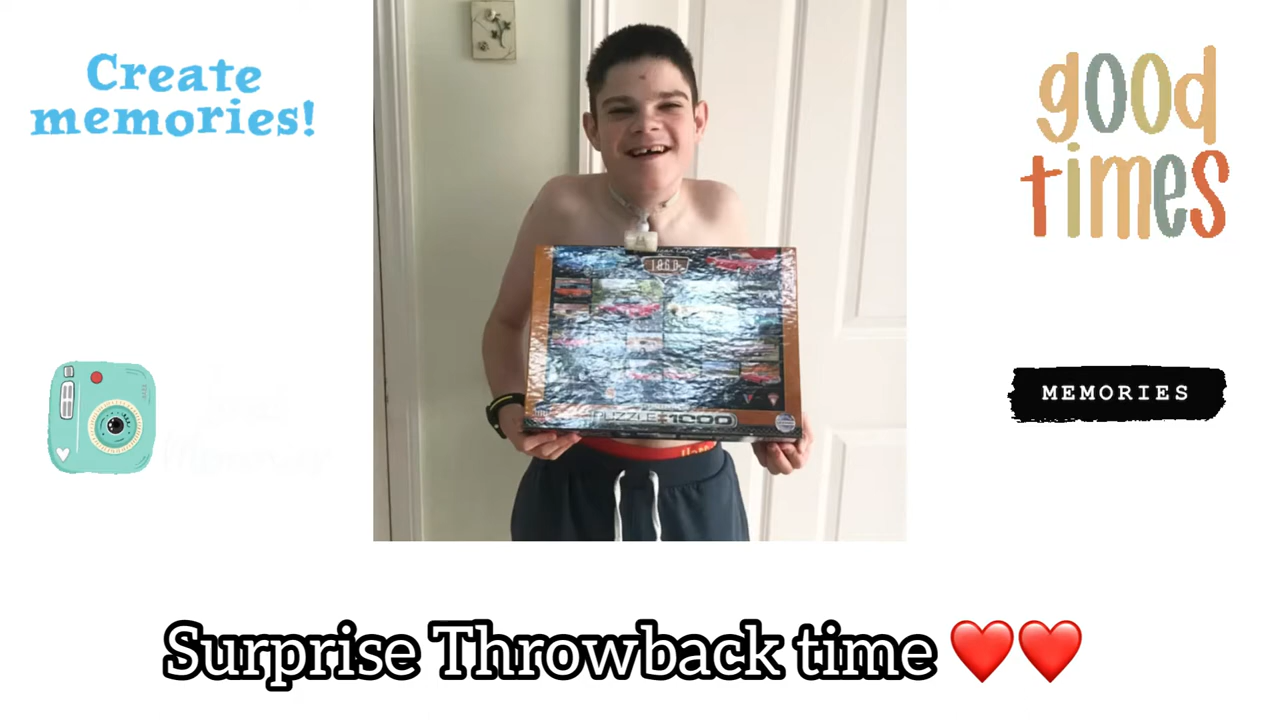 Create
memories!
good
times
1960
PUZZLE 1000
MEMORIES
Surprise Throwback time ❤️❤️